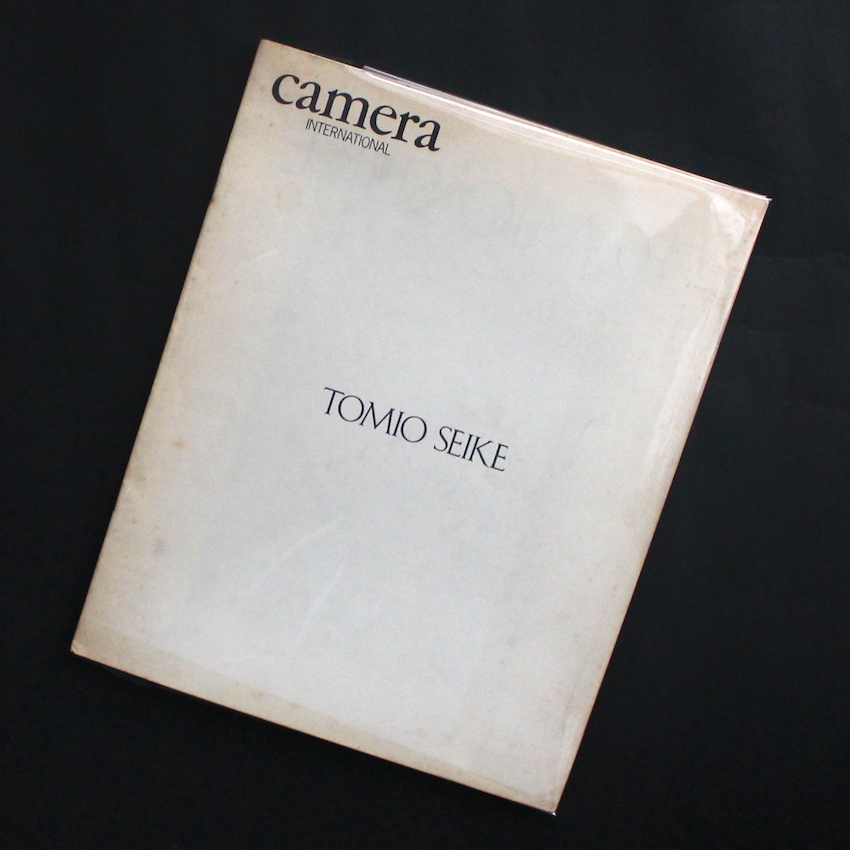 camera
INTERNATIONAL
TOMIO SEIKE